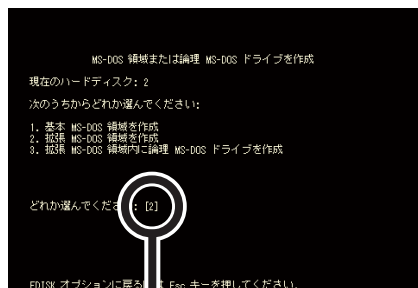 MS-DOS 領域または論理 MS-DOS ドライブを作成
現在のハードディスク: 2
次のうちからどれか選んでください:
1. 基本 MS-DOS 領域を作成
2. 拡張 MS-DOS 領域を作成
3. 拡張 MS-DOS 領域内に論理 MS-DOS ドライブを作成
どれか選んでくださ : [2]
FDISK オプションに戻る は Esc キーを押してください.